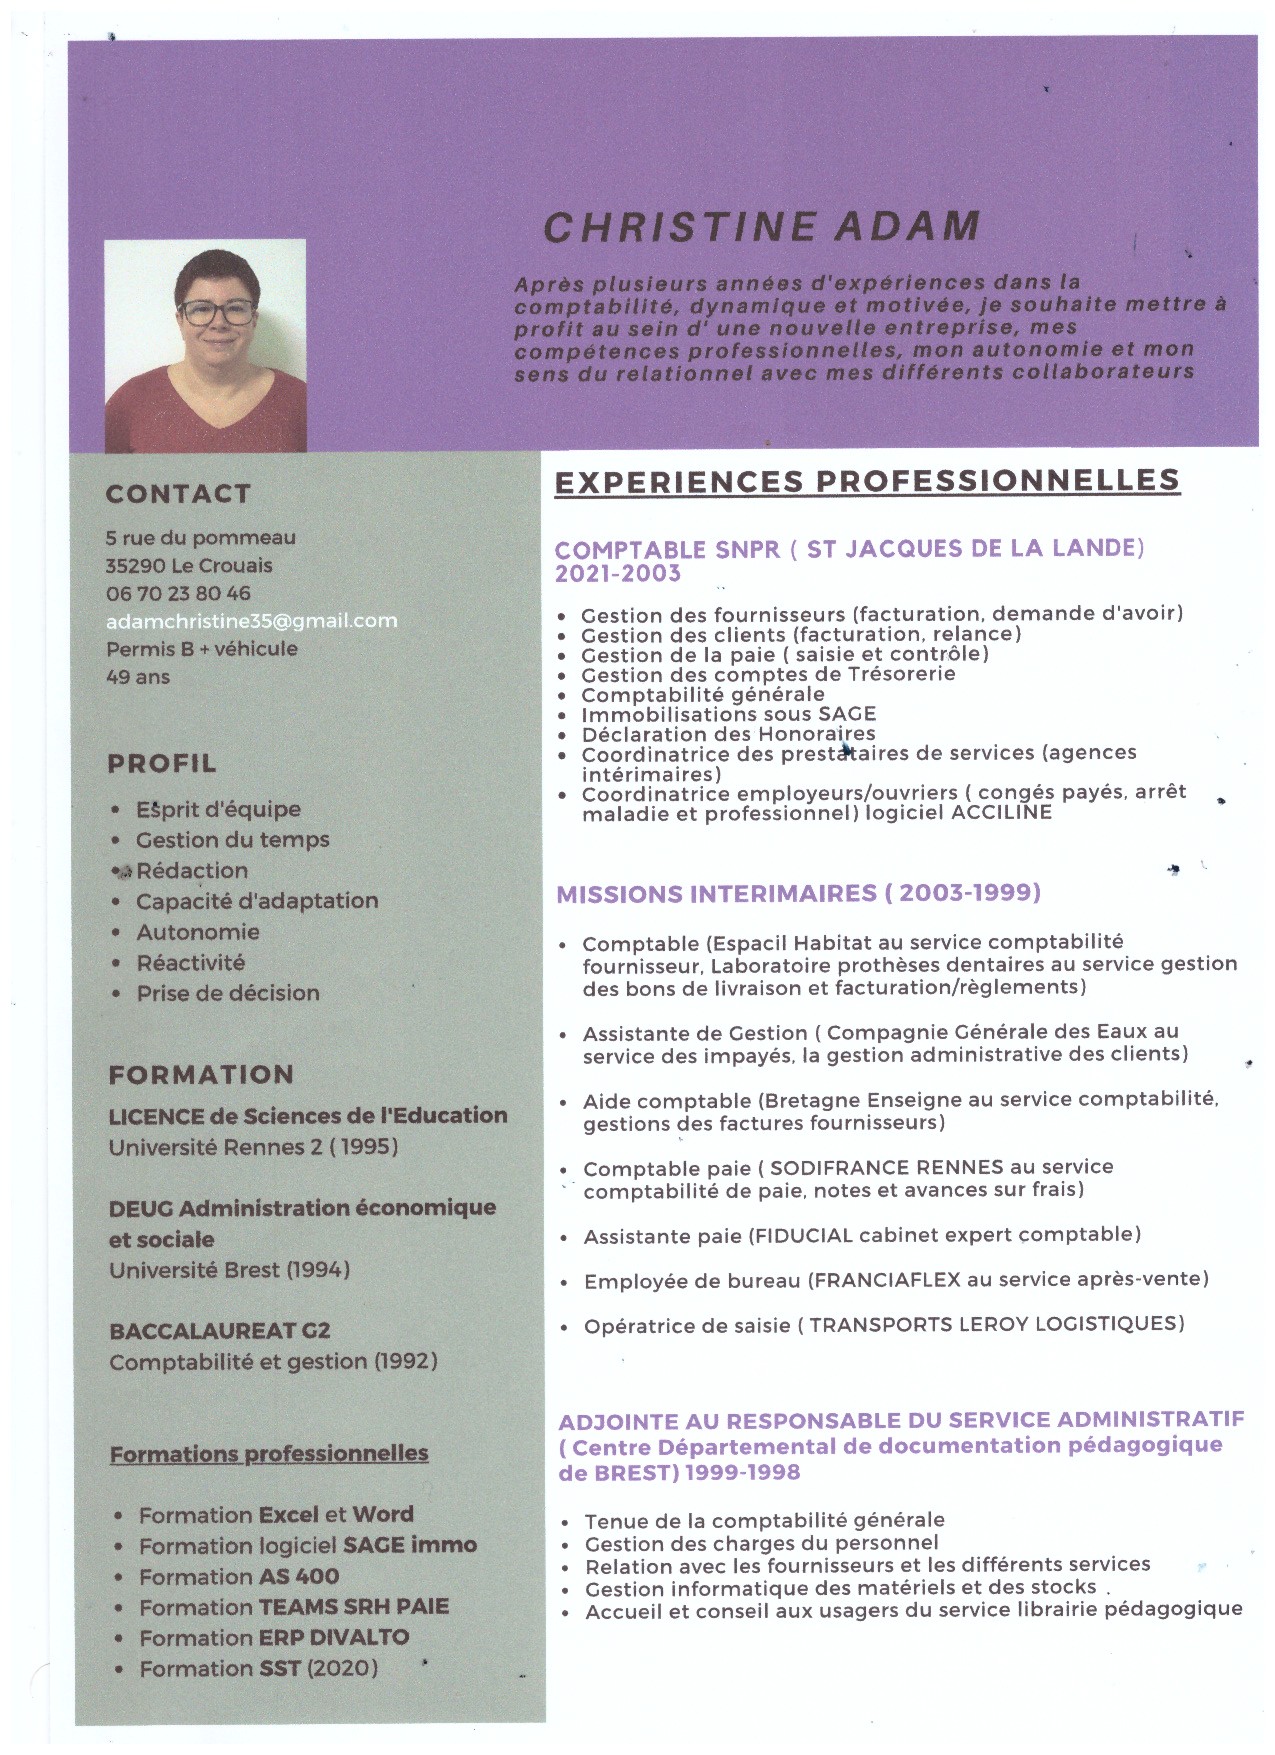 CHRISTINE ADAM
Après plusieurs années d'expériences dans la
comptabilité, dynamique et motivée, je souhaite mettre à
profit au sein d' une nouvelle entreprise, mes
compétences professionnelles, mon autonomie et mon
sens du relationnel avec mes différents collaborateurs
CONTACT
5 rue du pommeau
35290 Le Crouais
06 70 23 80 46
adamchristine35@gmail.com
Permis B + véhicule
49 ans
PROFIL
• Esprit d'équipe
• Gestion du temps
• Rédaction
• Capacité d'adaptation
• Autonomie
• Réactivité
• Prise de décision
FORMATION
LICENCE de Sciences de l'Education
Université Rennes 2 (1995)
DEUG Administration économique
et sociale
Université Brest (1994)
BACCALAUREAT G2
Comptabilité et gestion (1992)
Formations professionnelles
• Formation Excel et Word
• Formation logiciel SAGE immo
• Formation AS 400
• Formation TEAMS SRH PAIE
• Formation ERP DIVALTO
• Formation SST (2020)
EXPERIENCES PROFESSIONNELLES
COMPTABLE SNPR ( ST JACQUES DE LA LANDE)
2021-2003
• Gestion des fournisseurs (facturation, demande d'avoir)
• Gestion des clients (facturation, relance)
• Gestion de la paie ( saisie et contrôle)
• Gestion des comptes de Trésorerie
• Comptabilité générale
• Immobilisations sous SAGE
• Déclaration des Honoraires
• Coordinatrice des prestataires de services (agences
intérimaires)
• Coordinatrice employeurs/ouvriers ( congés payés, arrêt
maladie et professionnel) logiciel ACCILINE
MISSIONS INTERIMAIRES ( 2003-1999)
• Comptable (Espacil Habitat au service comptabilité
fournisseur, Laboratoire prothèses dentaires au service gestion
des bons de livraison et facturation/règlements)
• Assistante de Gestion ( Compagnie Générale des Eaux au
service des impayés, la gestion administrative des clients)
• Aide comptable (Bretagne Enseigne au service comptabilité,
gestions des factures fournisseurs)
• Comptable paie ( SODIFRANCE RENNES au service
comptabilité de paie, notes et avances sur frais)
• Assistante paie (FIDUCIAL cabinet expert comptable)
• Employée de bureau (FRANCIAFLEX au service après-vente)
• Opératrice de saisie ( TRANSPORTS LEROY LOGISTIQUES)
ADJOINTE AU RESPONSABLE DU SERVICE ADMINISTRATIF
( Centre Départemental de documentation pédagogique
de BREST) 1999-1998
• Tenue de la comptabilité générale
• Gestion des charges du personnel
• Relation avec les fournisseurs et les différents services
• Gestion informatique des matériels et des stocks .
• Accueil et conseil aux usagers du service librairie pédagogique